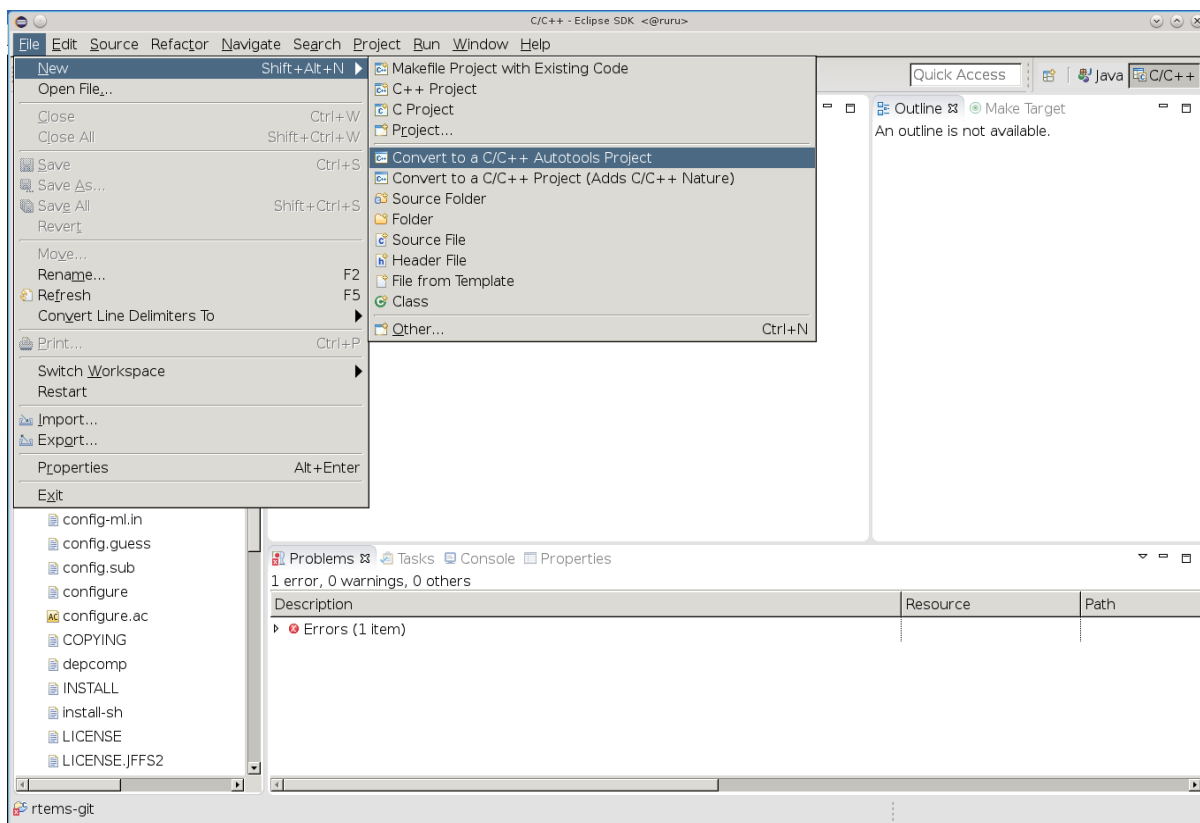 C/C++ - Eclipse SDK <@ruru>
File Edit Source Refactor Navigate Search Project Run Window Help
New Shift+Alt+N
Open File...
Close Ctrl+W
Close All Shift+Ctrl+W
Save Ctrl+S
Save As...
Save All Shift+Ctrl+S
Revert
Move...
Rename... F2
Refresh F5
Convert Line Delimiters To
Print... Ctrl+P
Switch Workspace
Restart
Import...
Export...
Properties Alt+Enter
Exit
Makefile Project with Existing Code
C++ Project
C Project
Project...
Convert to a C/C++ Autotools Project
Convert to a C/C++ Project (Adds C/C++ Nature)
Source Folder
Folder
Source File
Header File
File from Template
Class
Other... Ctrl+N
Quick Access Java C/C++
Outline Make Target
An outline is not available.
config-ml.in
config.guess
config.sub
configure
configure.ac
COPYING
depcomp
INSTALL
install-sh
LICENSE
LICENSE.JFFS2
Problems Tasks Console Properties
1 error, 0 warnings, 0 others
Description Resource Path
Errors (1 item)
rtems-git